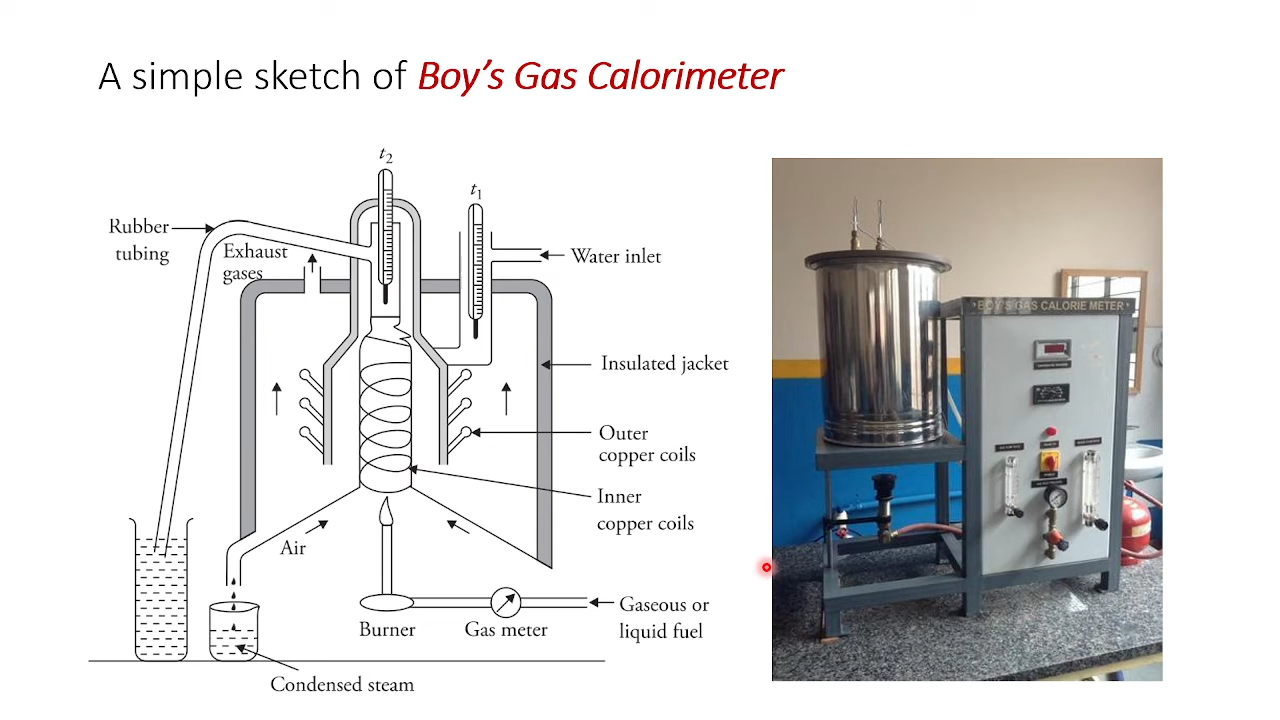 A simple sketch of Boy's Gas Calorimeter
t2
t1
Rubber
tubing
Exhaust
gases
Water inlet
Insulated jacket
Outer
copper coils
Inner
copper coils
Air
Burner
Gas meter
Gaseous or
liquid fuel
Condensed steam
BOY'S GAS CALORIE METER